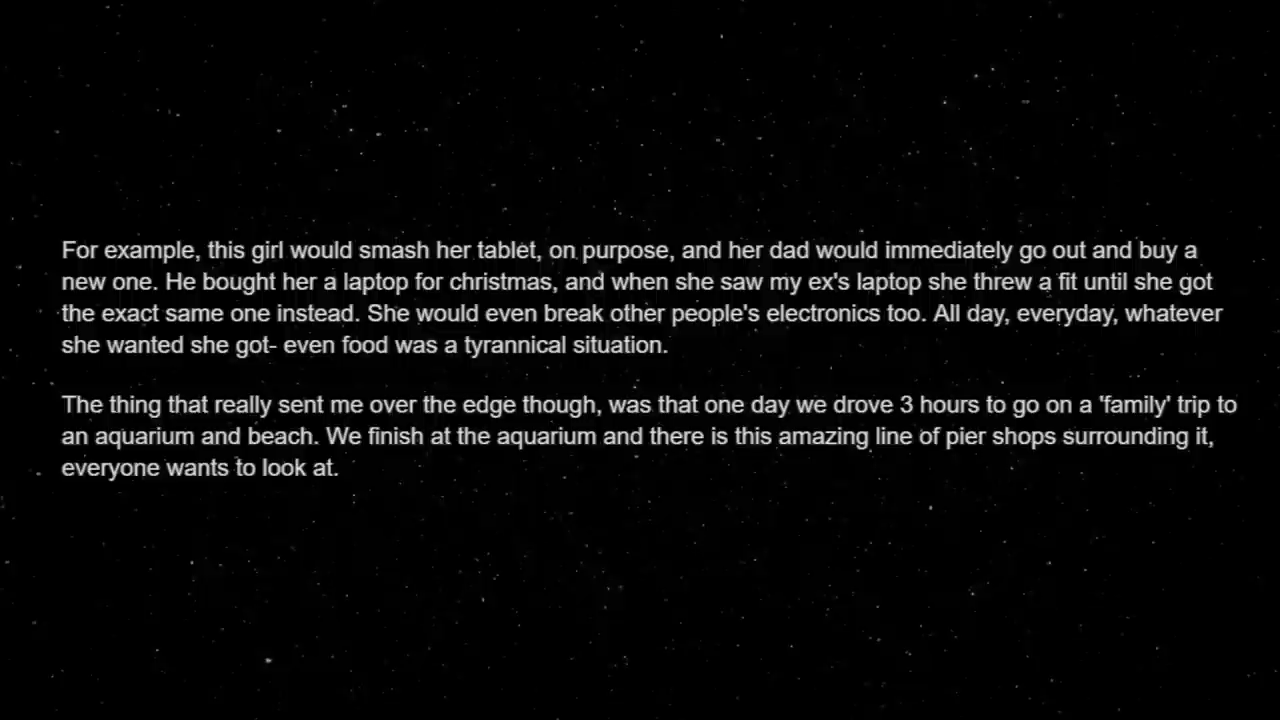 For example, this girl would smash her tablet, on purpose, and her dad would immediately go out and buy a
new one. He bought her a laptop for christmas, and when she saw my ex's laptop she threw a fit until she got
the exact same one instead. She would even break other people's electronics too. All day, everyday, whatever
she wanted she got- even food was a tyrannical situation.
The thing that really sent me over the edge though, was that one day we drove 3 hours to go on a 'family' trip to
an aquarium and beach. We finish at the aquarium and there is this amazing line of pier shops surrounding it,
everyone wants to look at.